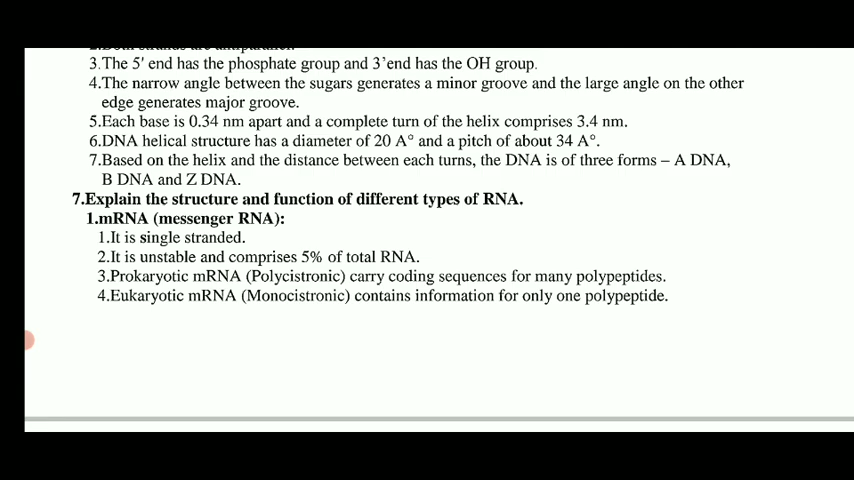 2.Both strands are antiparallel.
3.The 5' end has the phosphate group and 3’end has the OH group.
4.The narrow angle between the sugars generates a minor groove and the large angle on the other
edge generates major groove.
5.Each base is 0.34 nm apart and a complete turn of the helix comprises 3.4 nm.
6.DNA helical structure has a diameter of 20 A° and a pitch of about 34 A°.
7.Based on the helix and the distance between each turns, the DNA is of three forms – A DNA,
B DNA and Z DNA.
7.Explain the structure and function of different types of RNA.
1.mRNA (messenger RNA):
1.It is single stranded.
2.It is unstable and comprises 5% of total RNA.
3.Prokaryotic mRNA (Polycistronic) carry coding sequences for many polypeptides.
4.Eukaryotic mRNA (Monocistronic) contains information for only one polypeptide.